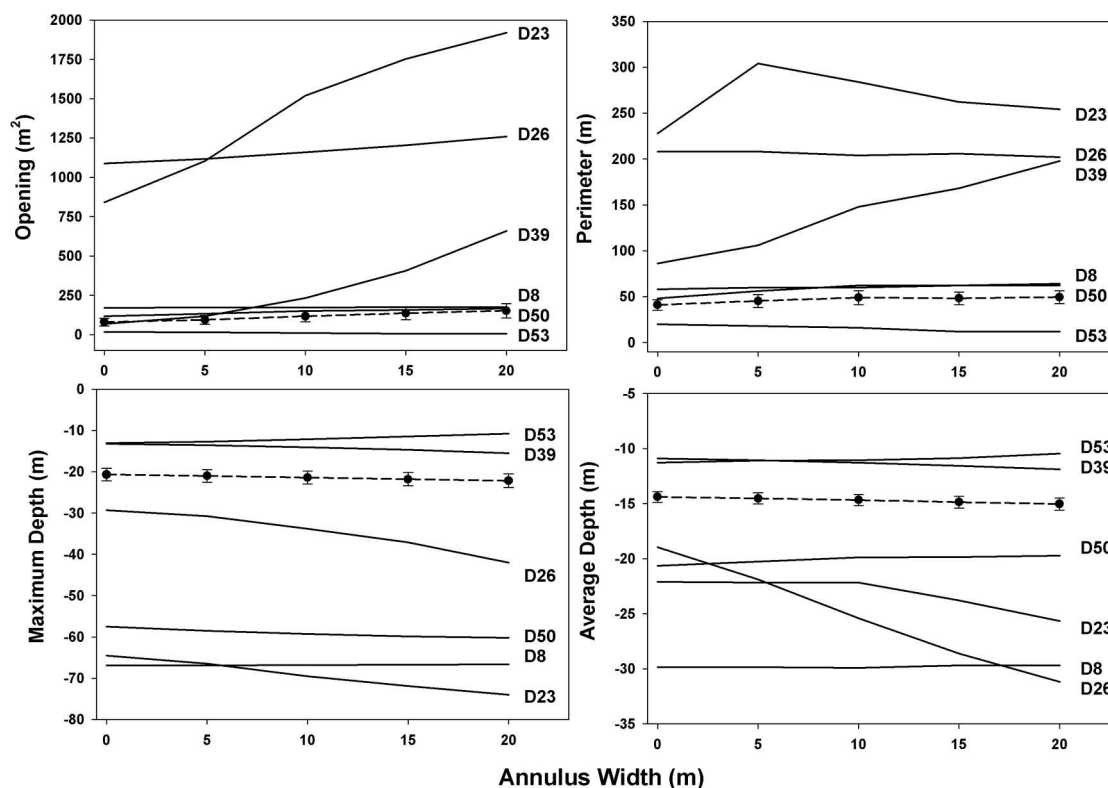 Opening (m²)
2000
1750
1500
1250
1000
750
500
250
0
0 5 10 15 20
D23
D26
D39
D8
D50
D53
Perimeter (m)
350
300
250
200
150
100
50
0
0 5 10 15 20
D23
D26
D39
D8
D50
D53
Maximum Depth (m)
0
-10
-20
-30
-40
-50
-60
-70
-80
0 5 10 15 20
D53
D39
D26
D50
D8
D23
Average Depth (m)
-5
-10
-15
-20
-25
-30
-35
0 5 10 15 20
D53
D39
D50
D23
D8
D26
Annulus Width (m)